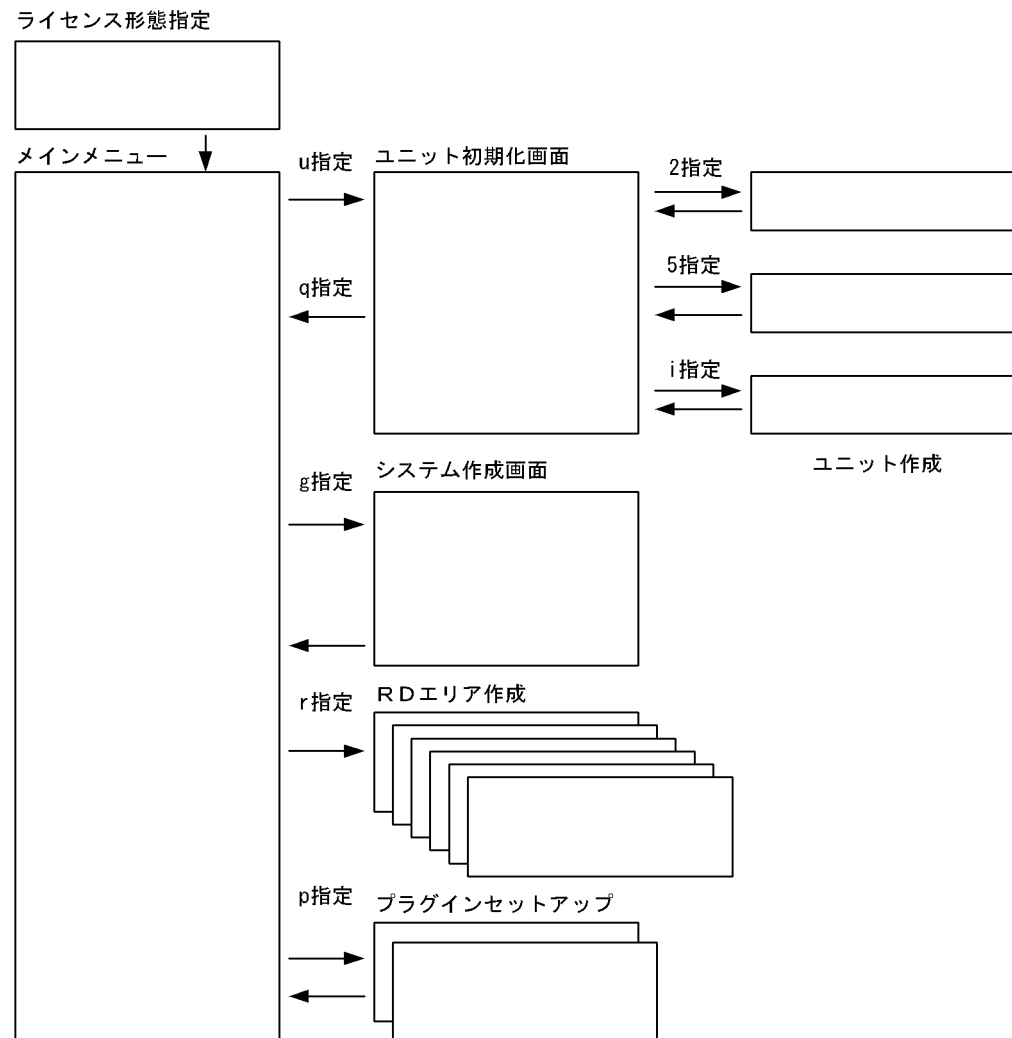 ライセンス形態指定
メインメニュー
u指定
ユニット初期化画面
2指定
q指定
5指定
i指定
ユニット作成
g指定
システム作成画面
r指定
ＲＤエリア作成
p指定
プラグインセットアップ